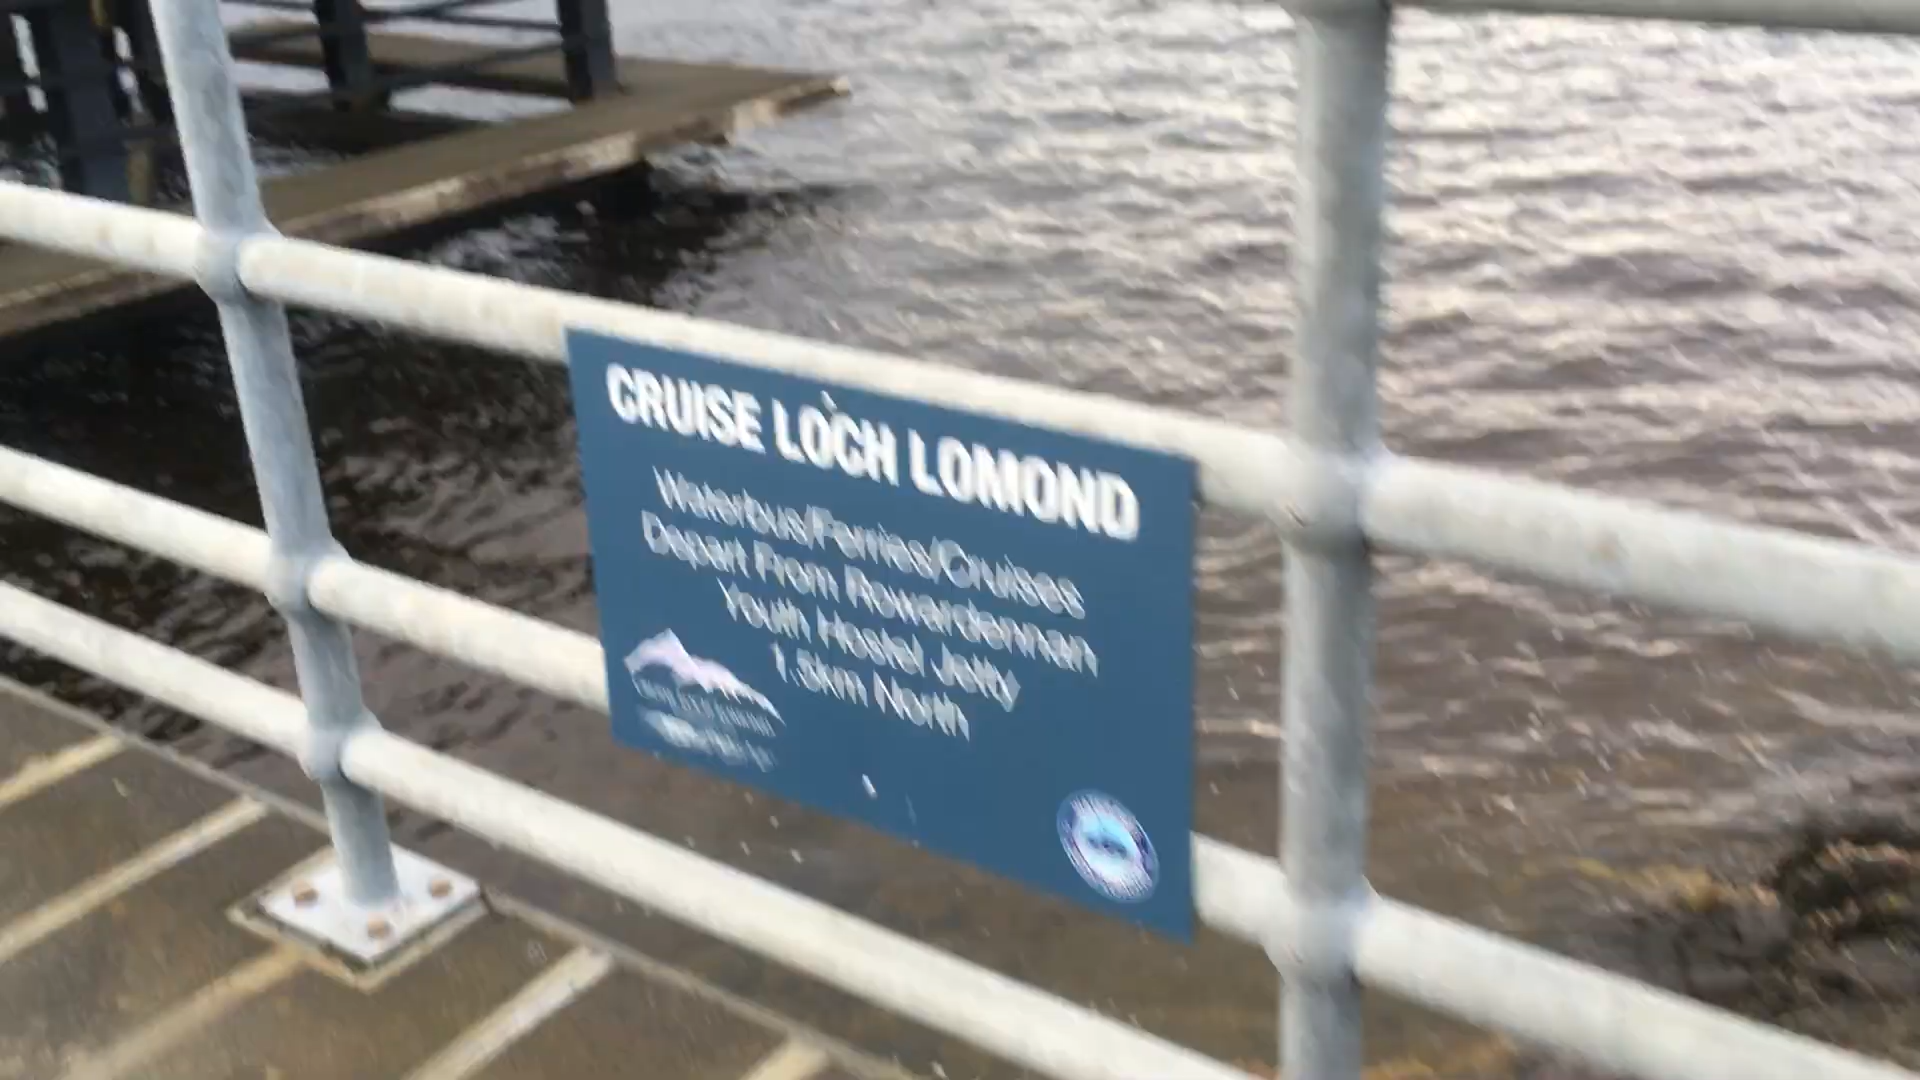 CRUISE LOCH LOMOND
Waterbus/Ferries/Cruises
Depart From Rowardennan
Youth Hostel Jetty
1.5km North